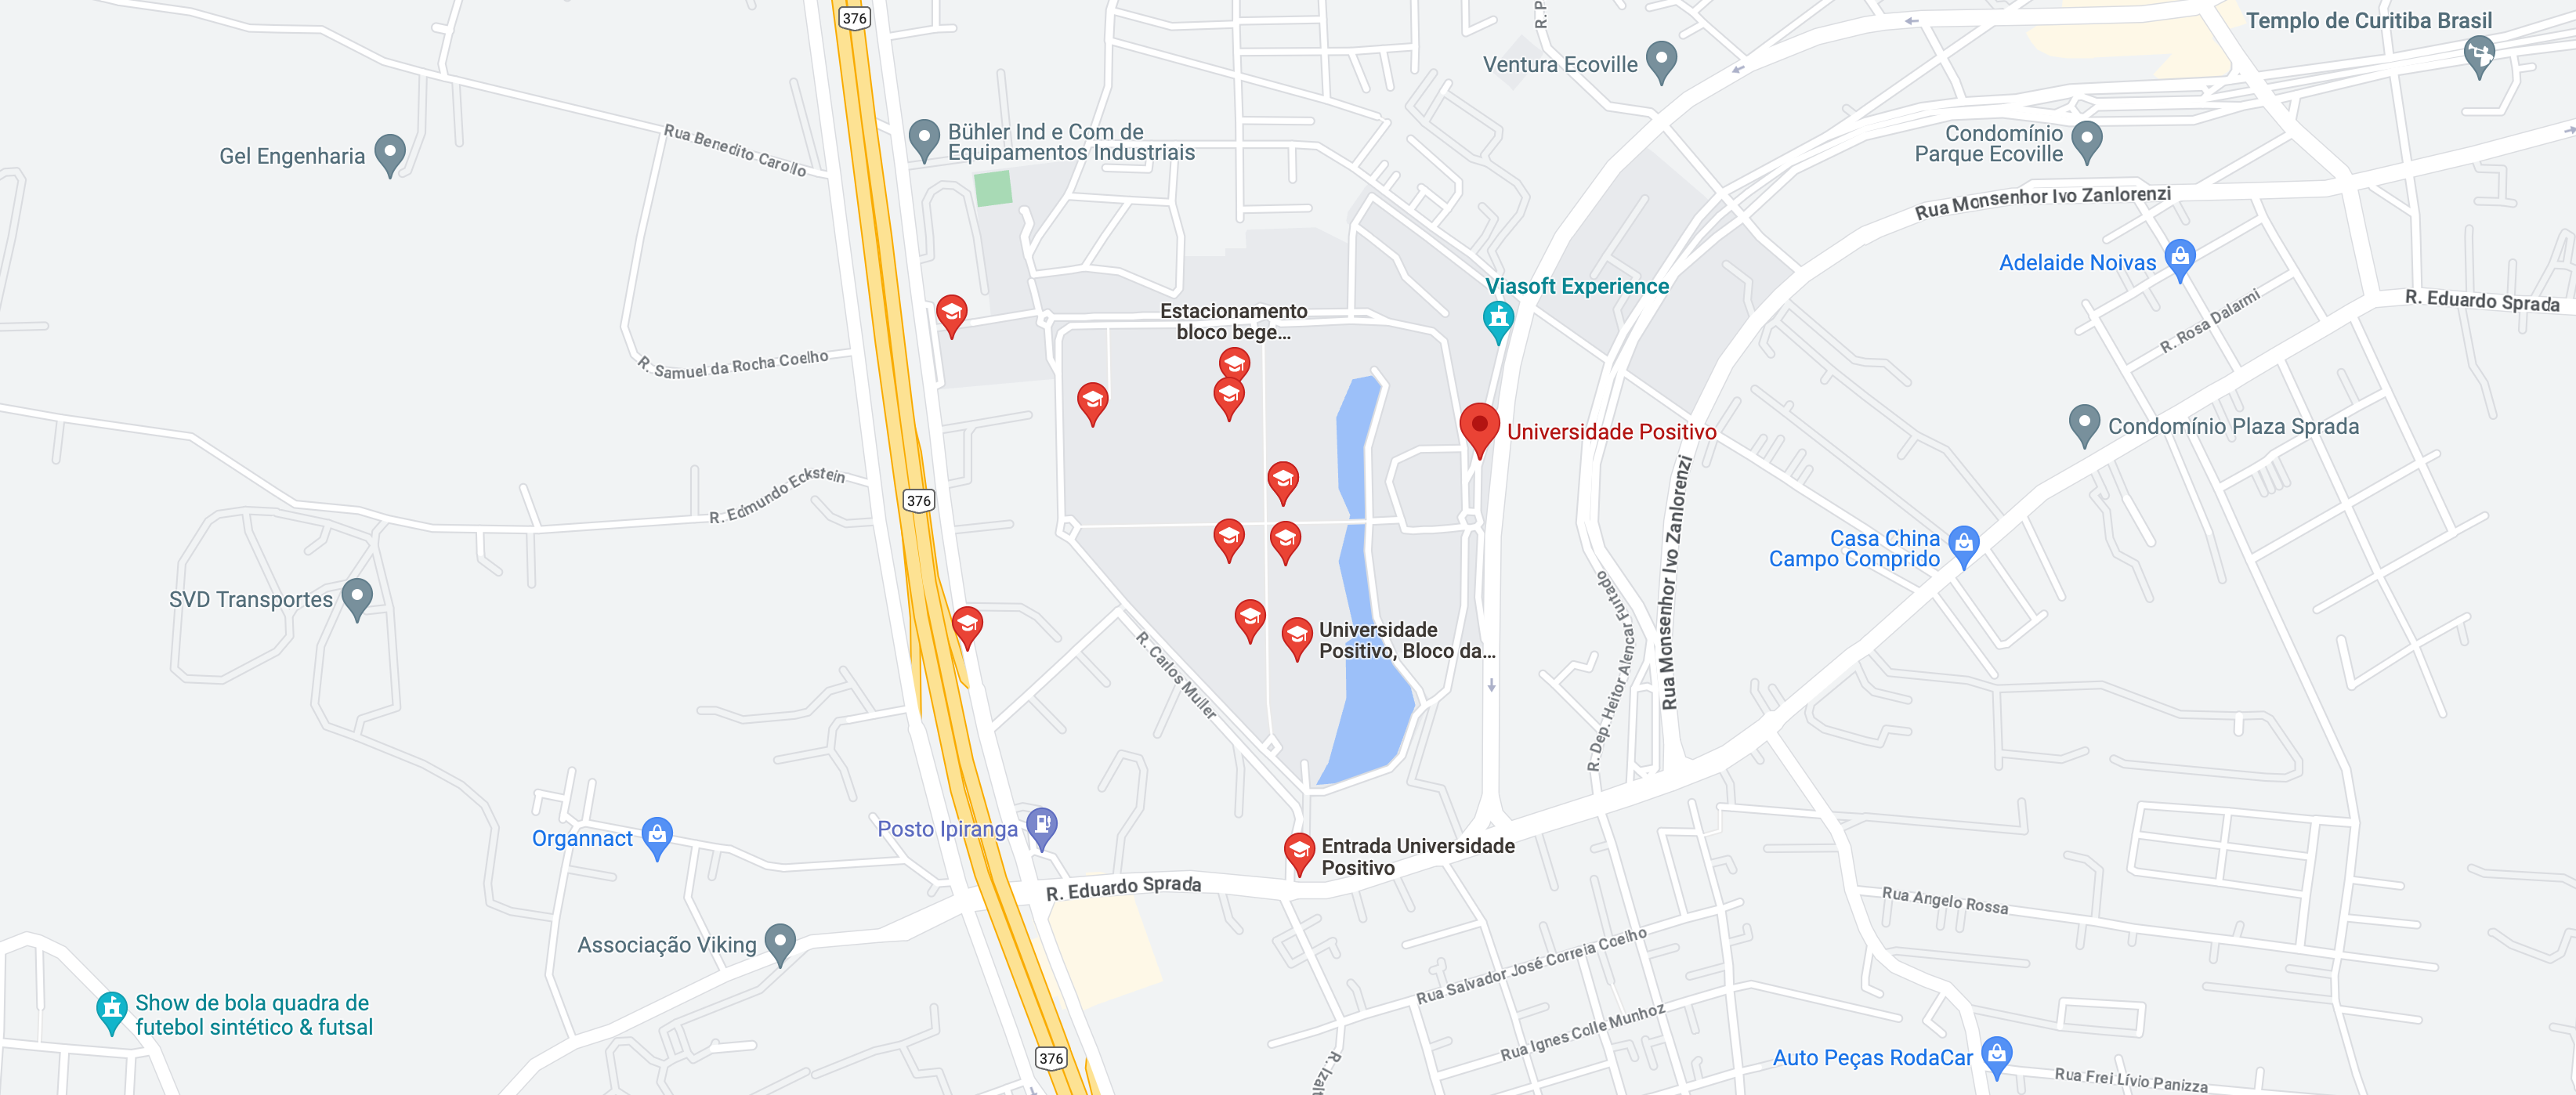 376
Templo de Curitiba Brasil
Ventura Ecoville
Bühler Ind e Com de
Equipamentos Industriais
Rua Benedito Carollo
Gel Engenharia
Condomínio
Parque Ecoville
Rua Monsenhor Ivo Zanlorenzi
Adelaide Noivas
R. Eduardo Sprada
R. Rosa Dalarmi
Viasoft Experience
Estacionamento
bloco bege...
R. Samuel da Rocha Coelho
Universidade Positivo
Condomínio Plaza Sprada
R. Edmundo Eckstein
376
Rua Monsenhor Ivo Zanlorenzi
Casa China
Campo Comprido
SVD Transportes
R. Dep. Heitor Alencar Furtado
Universidade
Positivo, Bloco da...
R. Carlos Muller
Posto Ipiranga
Organnact
Entrada Universidade
Positivo
R. Eduardo Sprada
Rua Angelo Rossa
Associação Viking
Rua Salvador José Correia Coelho
Show de bola quadra de
futebol sintético & futsal
Rua Ignes Colle Munhoz
376
Auto Peças RodaCar
Rua Frei Lívio Panizza
R. P
R. Izal